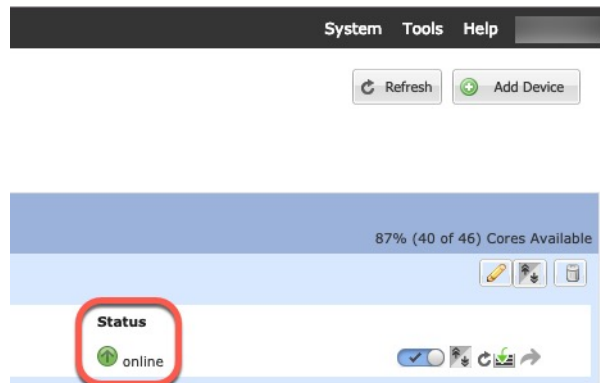 System Tools Help
Refresh Add Device
87% (40 of 46) Cores Available
Status
online